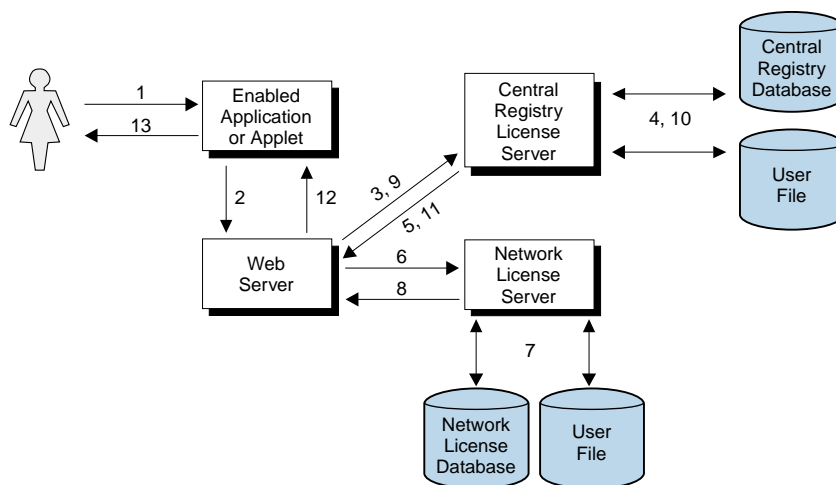 1
13
Enabled
Application
or Applet
2
12
3, 9
5, 11
Central
Registry
License
Server
4, 10
Central
Registry
Database
User
File
Web
Server
6
8
Network
License
Server
7
Network
License
Database
User
File